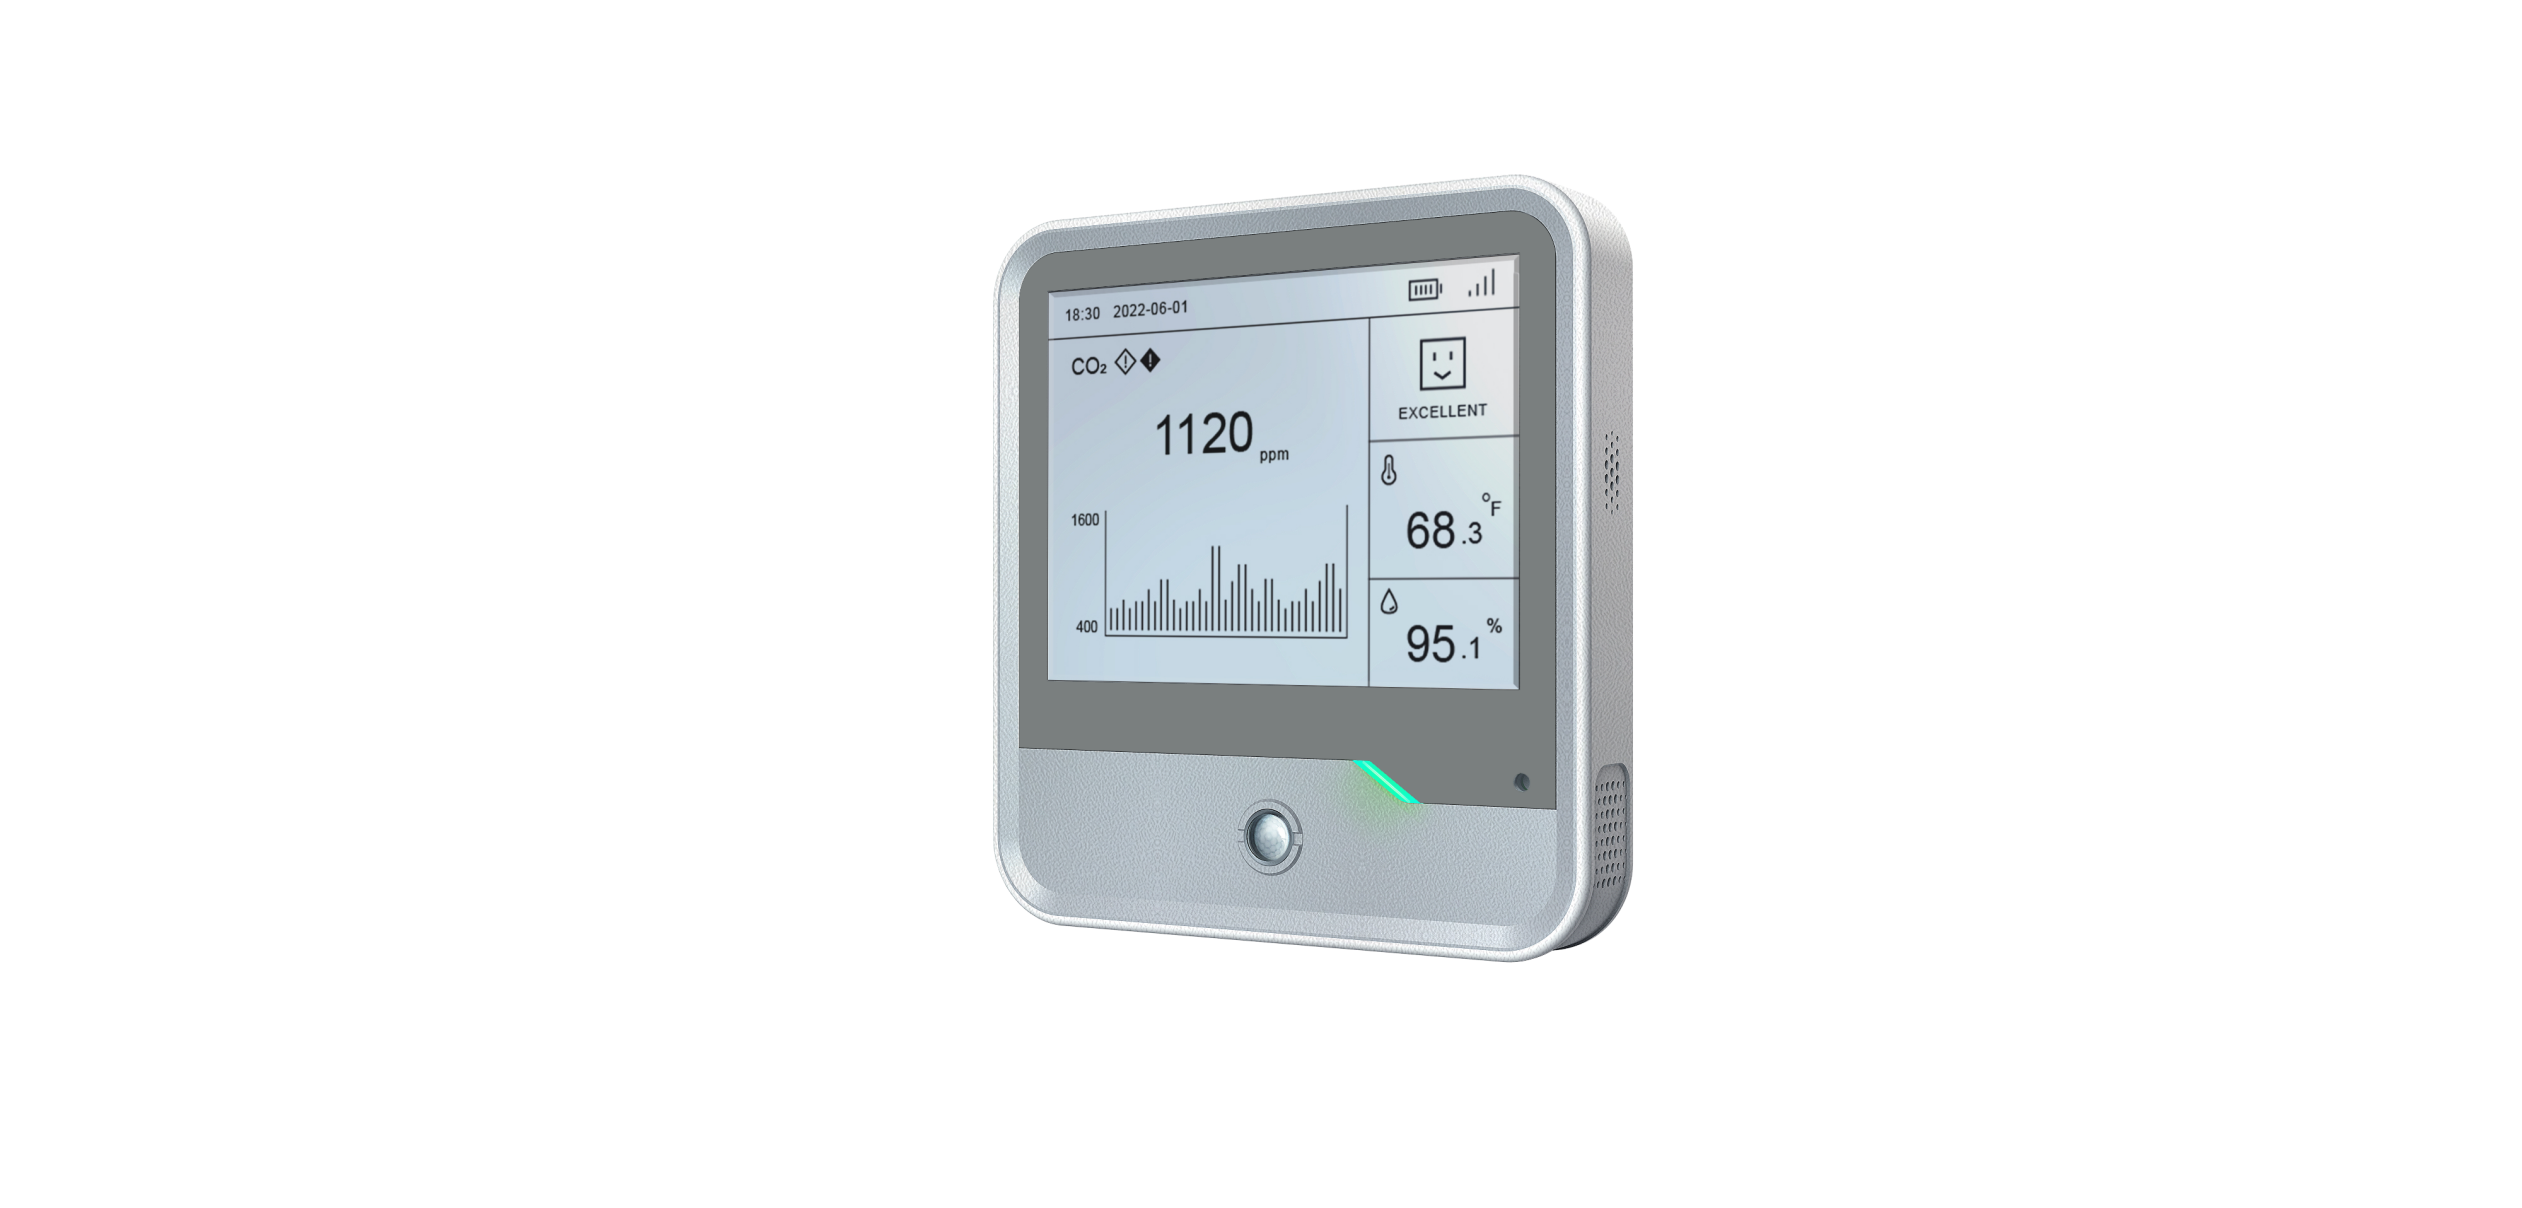 18:30 2022-06-01
CO₂
1120 ppm
1600
400
EXCELLENT
68.3 °F
95.1 %